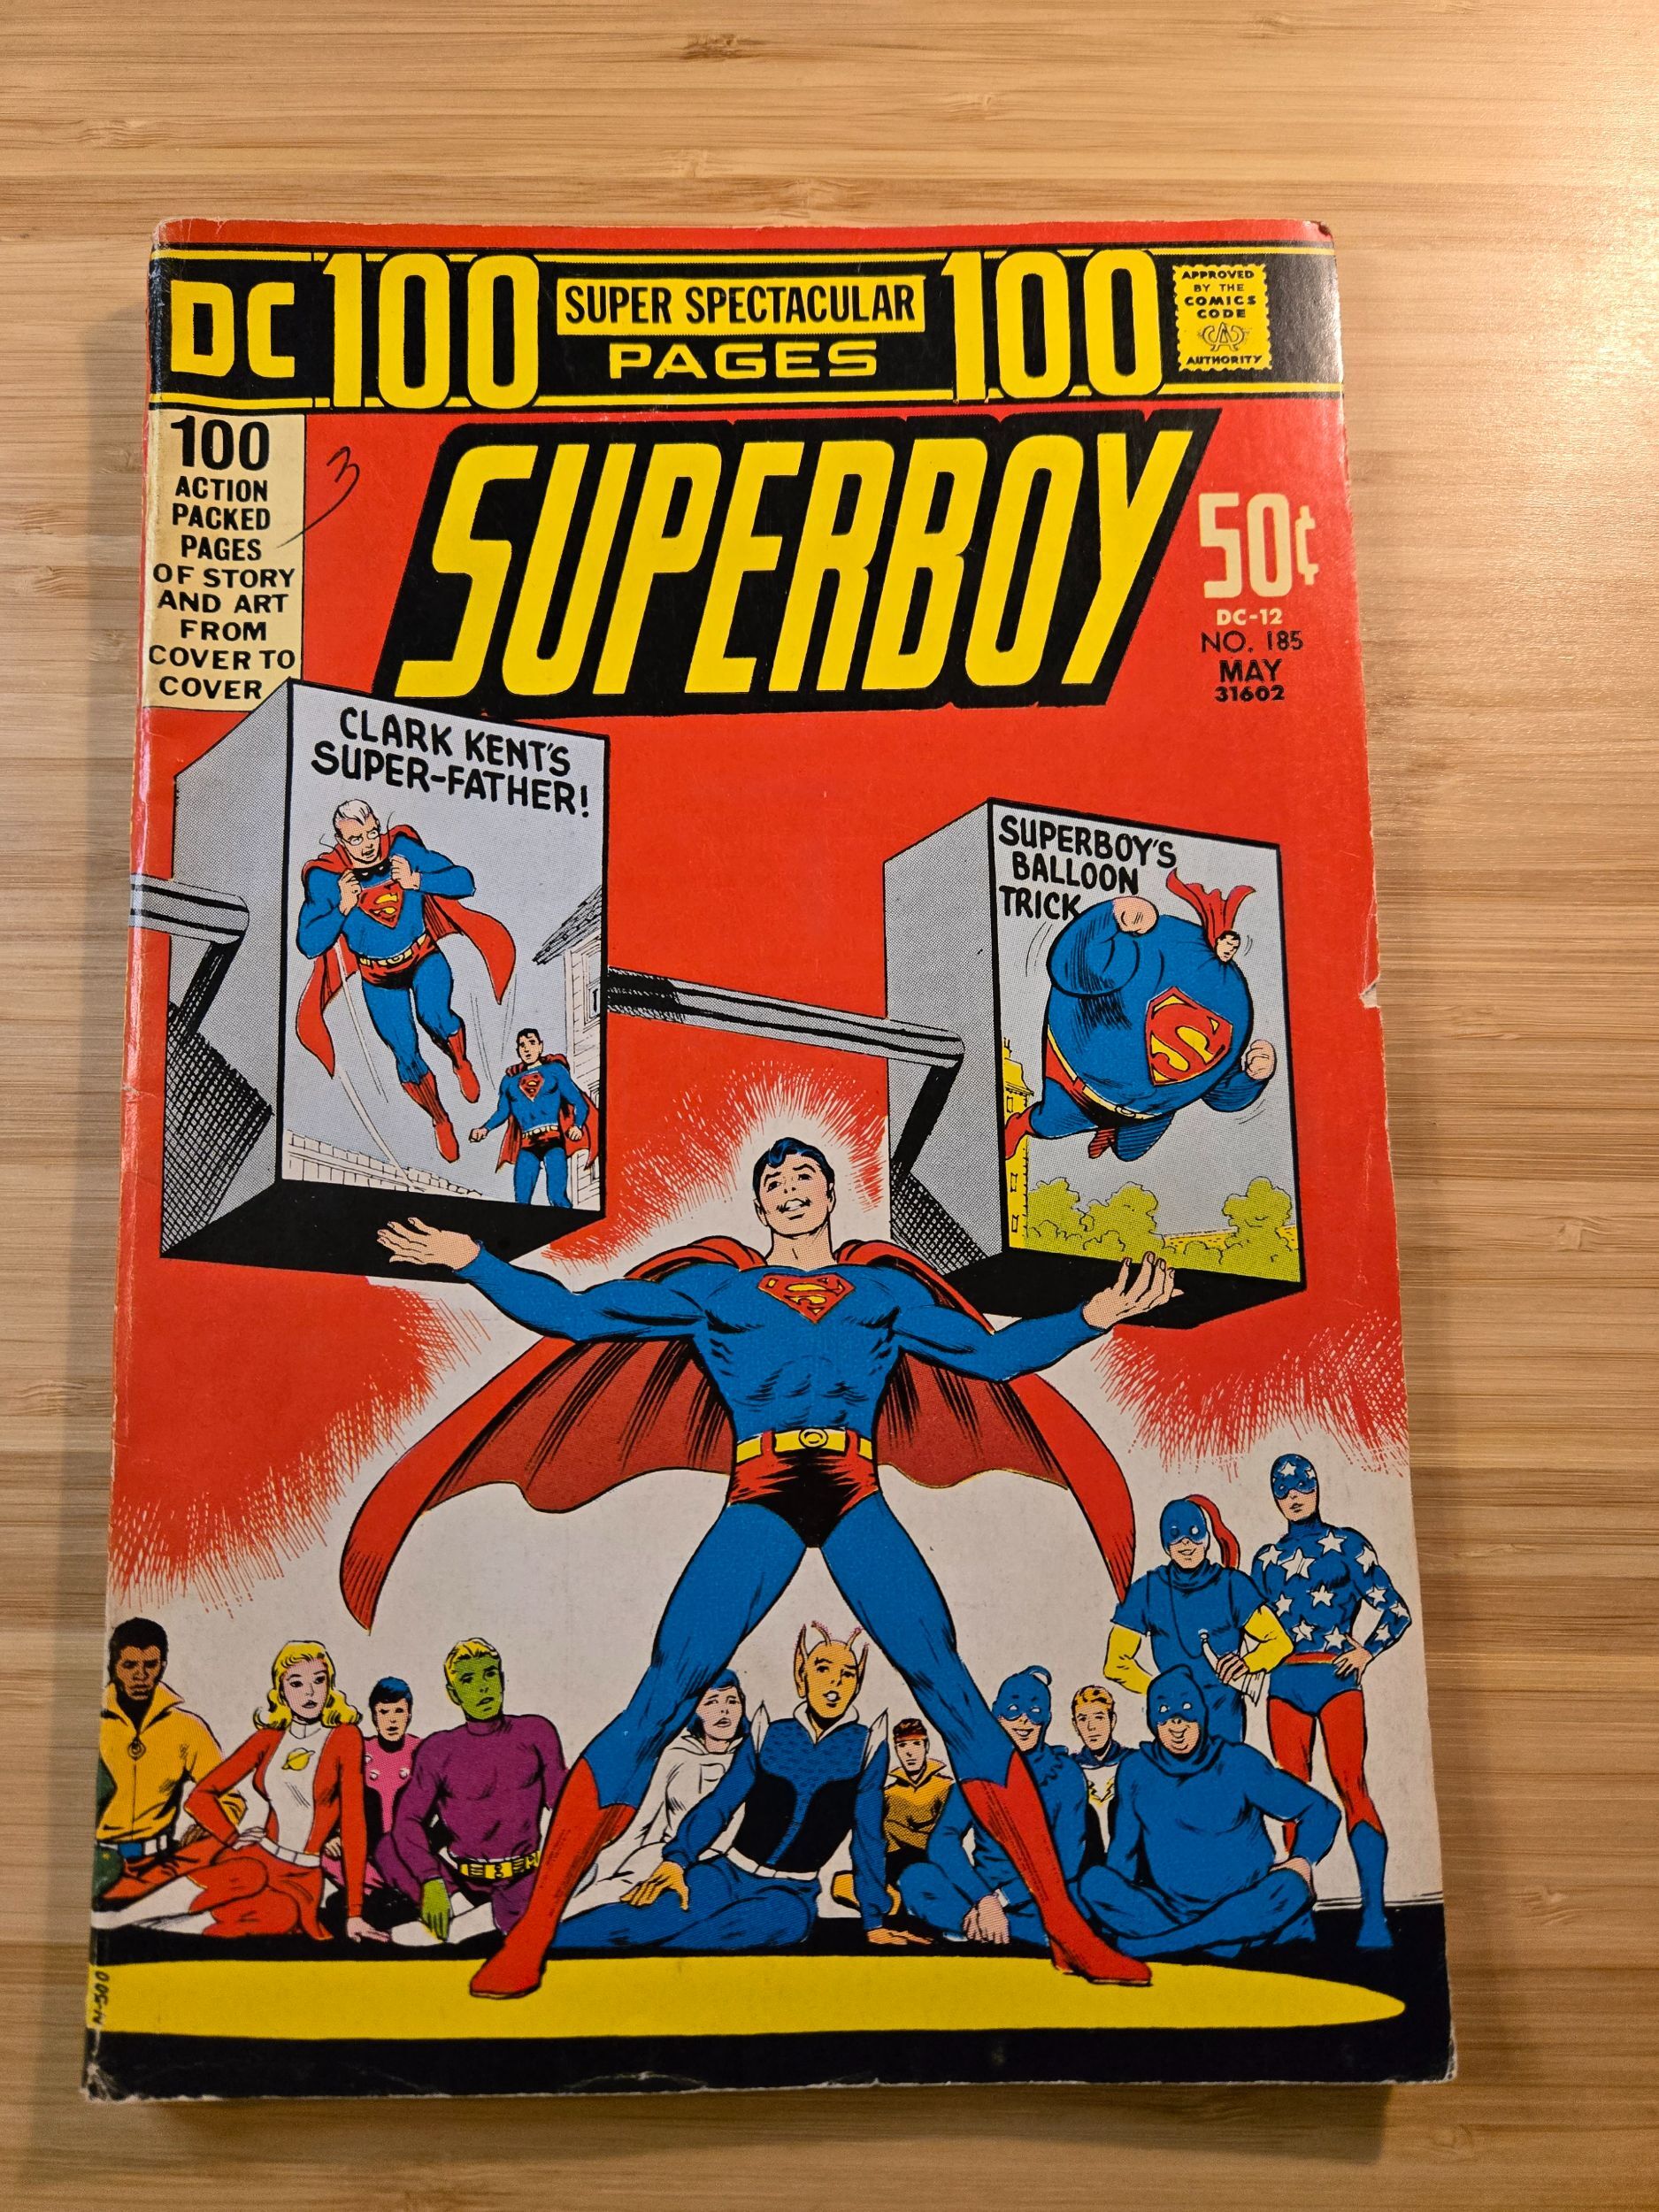 DC 100 SUPER SPECTACULAR 100
PAGES
APPROVED
BY THE
COMICS
CODE
CA
AUTHORITY
100
ACTION
PACKED
PAGES
OF STORY
AND ART
FROM
COVER TO
COVER
3
SUPERBOY
50¢
DC-12
NO. 185
MAY
31602
CLARK KENT'S
SUPER-FATHER!
S
S
SUPERBOY'S
BALLOON
TRICK
S
S
N-500